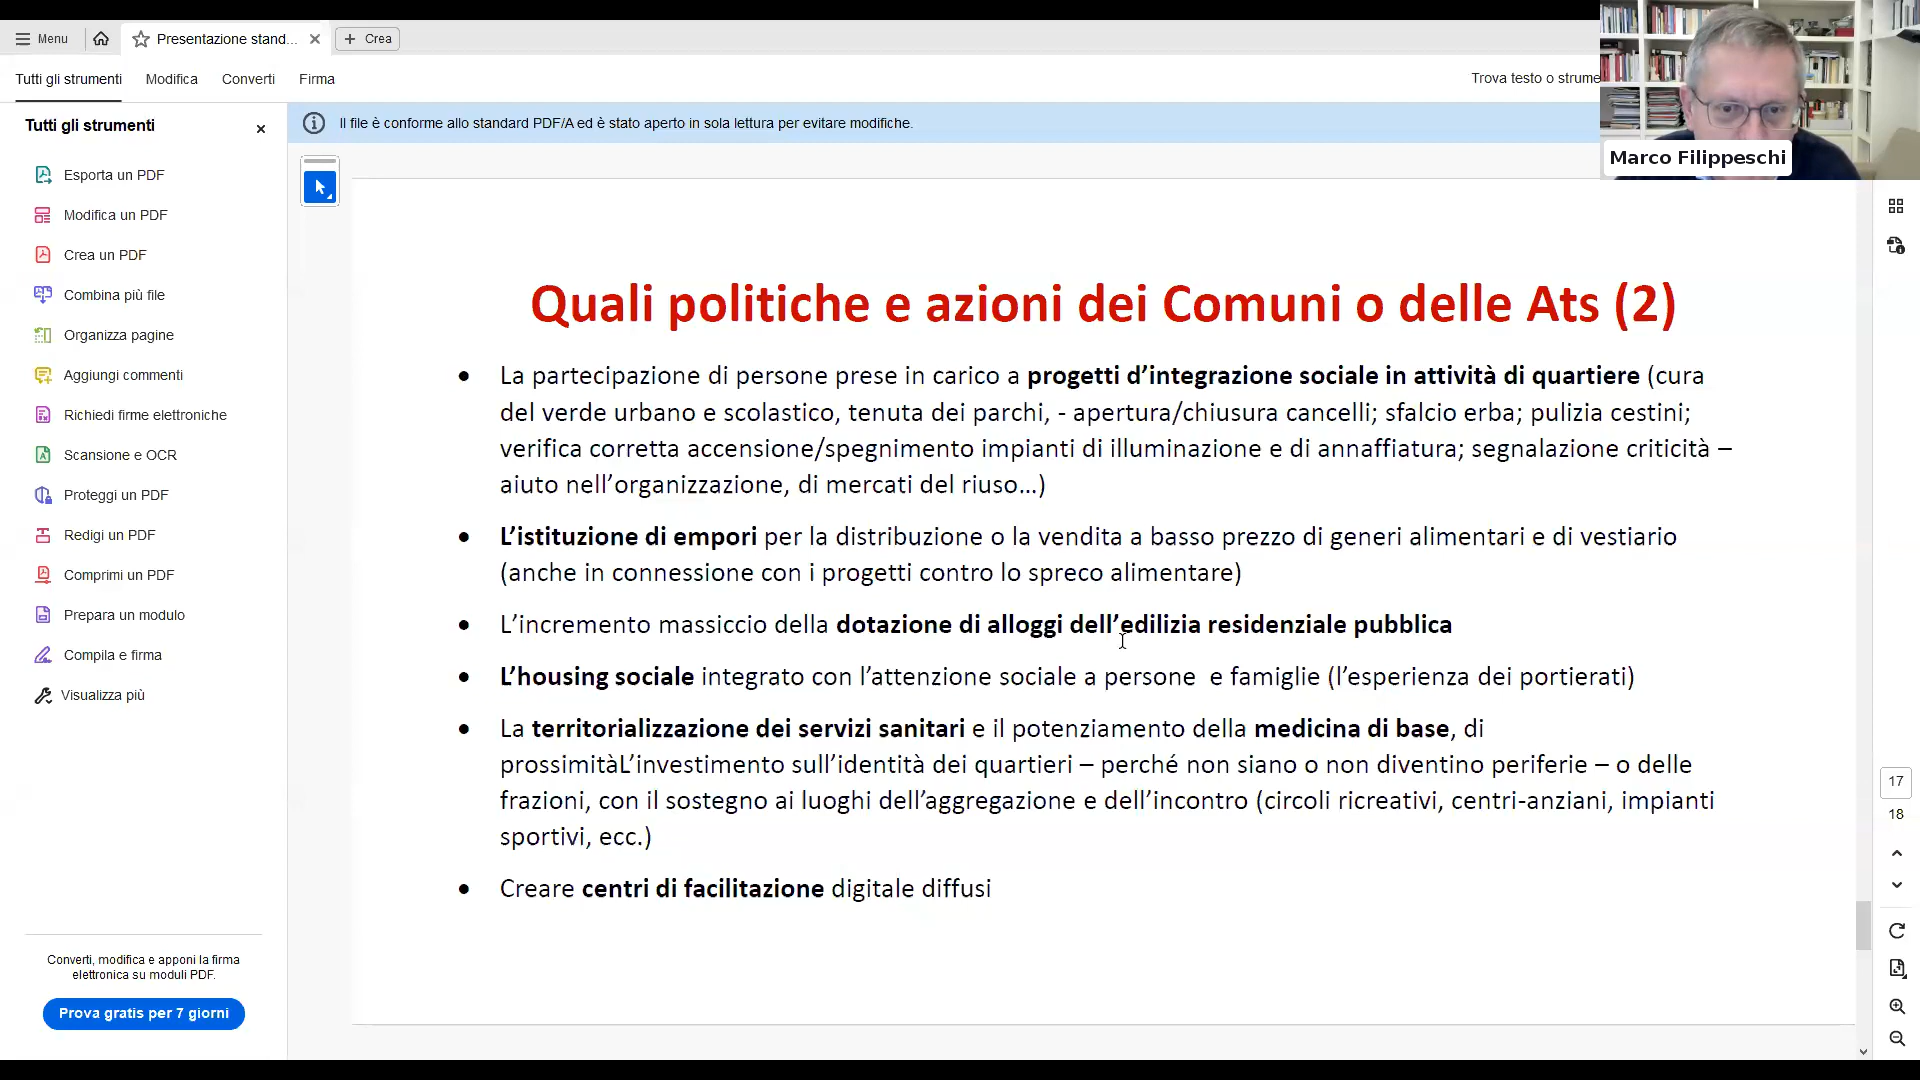 Menu
Presentazione stand...
Crea
Tutti gli strumenti
Modifica
Converti
Firma
Trova testo o strume
Tutti gli strumenti
Il file è conforme allo standard PDF/A ed è stato aperto in sola lettura per evitare modifiche.
Marco Filippeschi
Esporta un PDF
Modifica un PDF
Crea un PDF
Combina più file
Organizza pagine
Aggiungi commenti
Richiedi firme elettroniche
Scansione e OCR
Proteggi un PDF
Redigi un PDF
Comprimi un PDF
Prepara un modulo
Compila e firma
Visualizza più
Converti, modifica e apponi la firma
elettronica su moduli PDF.
Prova gratis per 7 giorni
Quali politiche e azioni dei Comuni o delle Ats (2)
• La partecipazione di persone prese in carico a progetti d’integrazione sociale in attività di quartiere (cura
del verde urbano e scolastico, tenuta dei parchi, - apertura/chiusura cancelli; sfalcio erba; pulizia cestini;
verifica corretta accensione/spegnimento impianti di illuminazione e di annaffiatura; segnalazione criticità –
aiuto nell’organizzazione, di mercati del riuso…)
• L’istituzione di empori per la distribuzione o la vendita a basso prezzo di generi alimentari e di vestiario
(anche in connessione con i progetti contro lo spreco alimentare)
• L’incremento massiccio della dotazione di alloggi dell’edilizia residenziale pubblica
• L’housing sociale integrato con l’attenzione sociale a persone e famiglie (l’esperienza dei portierati)
• La territorializzazione dei servizi sanitari e il potenziamento della medicina di base, di
prossimitàL’investimento sull’identità dei quartieri – perché non siano o non diventino periferie – o delle
frazioni, con il sostegno ai luoghi dell’aggregazione e dell’incontro (circoli ricreativi, centri-anziani, impianti
sportivi, ecc.)
• Creare centri di facilitazione digitale diffusi
17
18